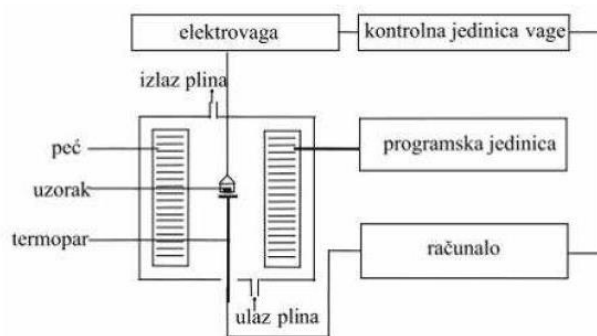 elektrovaga
kontrolna jedinica vage
izlaz plina
peć
programska jedinica
uzorak
termopar
računalo
ulaz plina